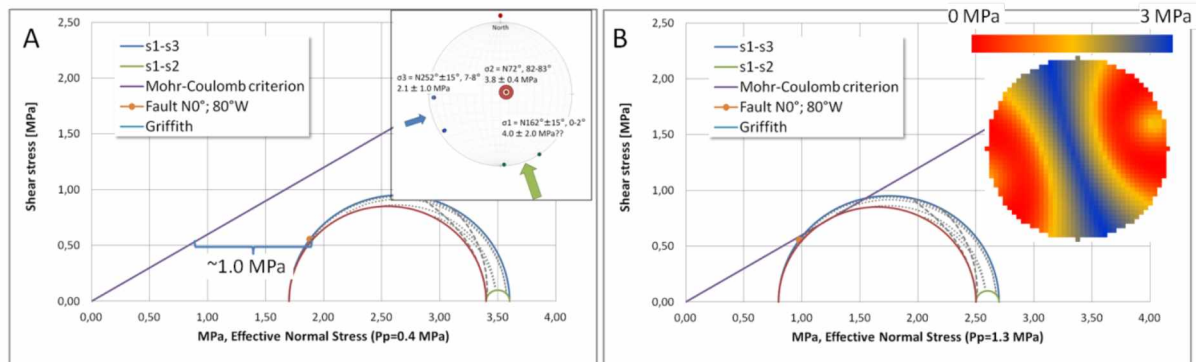 A
Shear stress [MPa]
2,50
2,00
1,50
1,00
0,50
0,00
s1-s3
s1-s2
Mohr-Coulomb criterion
Fault N0°; 80°W
Griffith
North
σ3 = N252°±15°, 7-8°
2.1 ± 1.0 MPa
σ2 = N72°, 82-83°
3.8 ± 0.4 MPa
σ1 = N162°±15°, 0-2°
4.0 ± 2.0 MPa??
~1.0 MPa
0,00 0,50 1,00 1,50 2,00 2,50 3,00 3,50 4,00
MPa, Effective Normal Stress (Pp=0.4 MPa)
B
0 MPa 3 MPa
Shear stress [MPa]
2,50
2,00
1,50
1,00
0,50
0,00
s1-s3
s1-s2
Mohr-Coulomb criterion
Fault N0°; 80°W
Griffith
0,00 0,50 1,00 1,50 2,00 2,50 3,00 3,50 4,00
MPa, Effective Normal Stress (Pp=1.3 MPa)